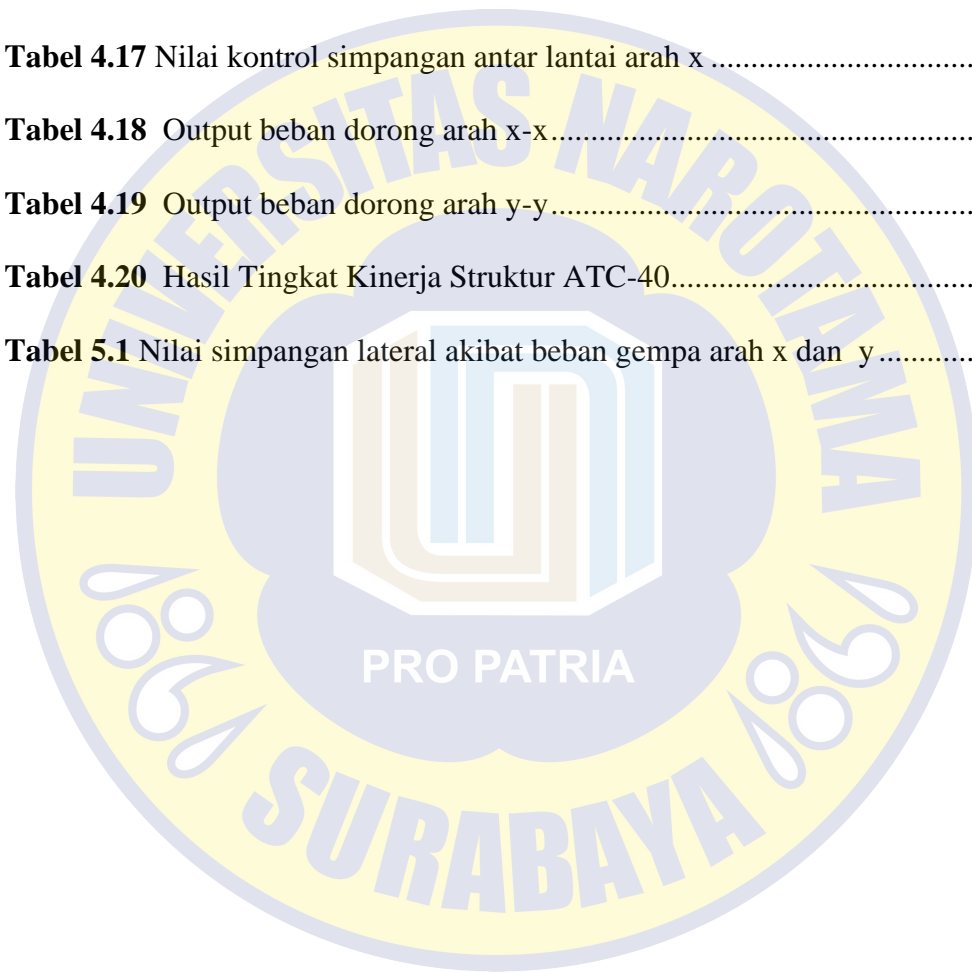 Tabel 4.17 Nilai kontrol simpangan antar lantai arah x ................................
Tabel 4.18 Output beban dorong arah x-x....................................................
Tabel 4.19 Output beban dorong arah y-y....................................................
Tabel 4.20 Hasil Tingkat Kinerja Struktur ATC-40.....................................
Tabel 5.1 Nilai simpangan lateral akibat beban gempa arah x dan y ............
UNIVERSITAS NAROTAMA
PRO PATRIA
SURABAYA